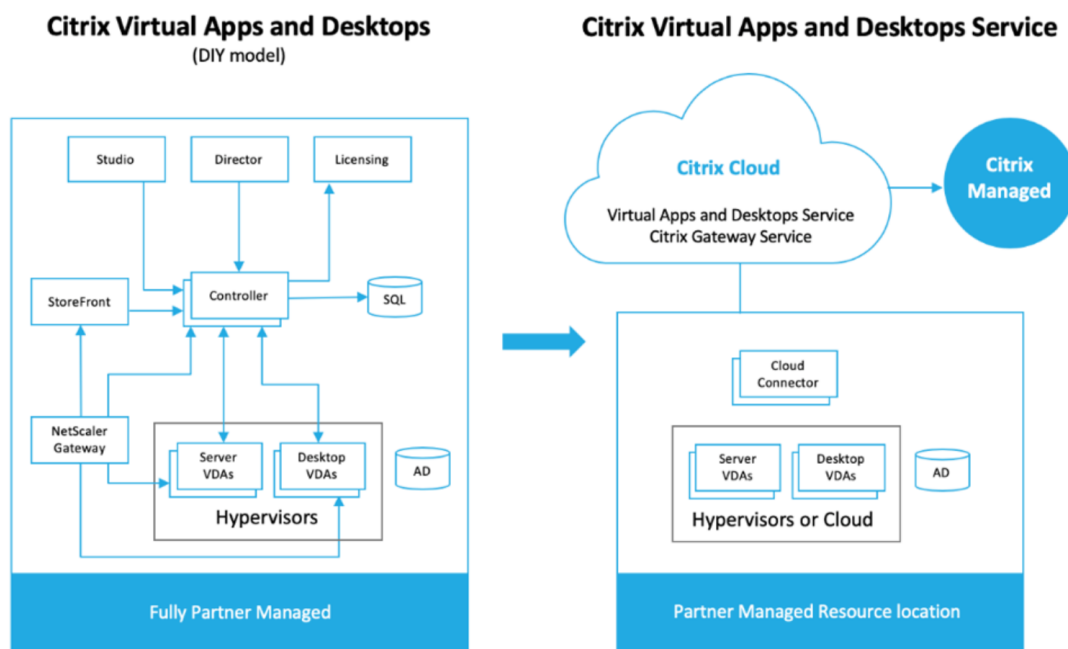 Citrix Virtual Apps and Desktops
(DIY model)
Studio
Director
Licensing
StoreFront
Controller
SQL
NetScaler
Gateway
Server
VDAs
Desktop
VDAs
AD
Hypervisors
Fully Partner Managed
Citrix Virtual Apps and Desktops Service
Citrix Cloud
Virtual Apps and Desktops Service
Citrix Gateway Service
Citrix
Managed
Cloud
Connector
Server
VDAs
Desktop
VDAs
AD
Hypervisors or Cloud
Partner Managed Resource location